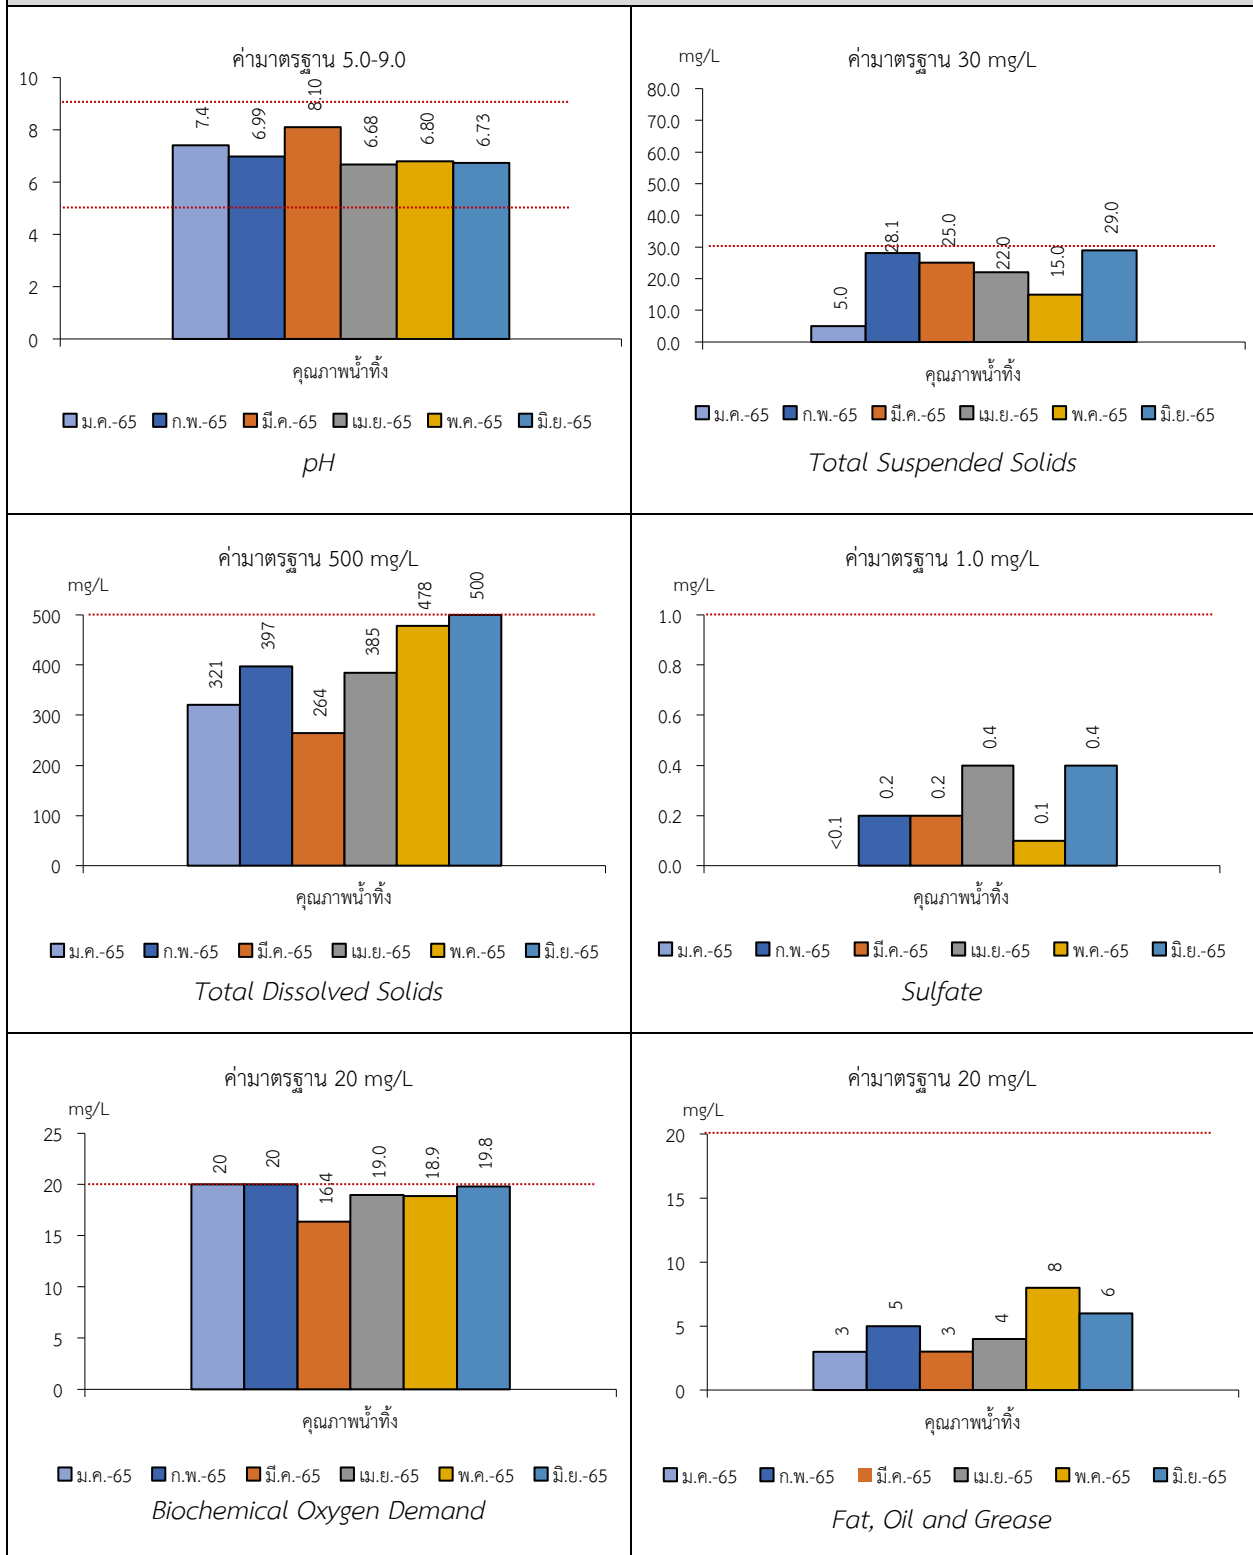 ค่ามาตรฐาน 5.0-9.0
10
8
6
4
2
0
7.4
6.99
8.10
6.68
6.80
6.73
คุณภาพน้ำทิ้ง
ม.ค.-65 ก.พ.-65 มี.ค.-65 เม.ย.-65 พ.ค.-65 มิ.ย.-65
pH
mg/L
ค่ามาตรฐาน 30 mg/L
80.0
70.0
60.0
50.0
40.0
30.0
20.0
10.0
0.0
5.0
28.1
25.0
22.0
15.0
29.0
คุณภาพน้ำทิ้ง
ม.ค.-65 ก.พ.-65 มี.ค.-65 เม.ย.-65 พ.ค.-65 มิ.ย.-65
Total Suspended Solids
ค่ามาตรฐาน 500 mg/L
mg/L
500
400
300
200
100
0
321
397
264
385
478
500
คุณภาพน้ำทิ้ง
ม.ค.-65 ก.พ.-65 มี.ค.-65 เม.ย.-65 พ.ค.-65 มิ.ย.-65
Total Dissolved Solids
ค่ามาตรฐาน 1.0 mg/L
mg/L
1.0
0.8
0.6
0.4
0.2
0.0
<0.1
0.2
0.2
0.4
0.1
0.4
คุณภาพน้ำทิ้ง
ม.ค.-65 ก.พ.-65 มี.ค.-65 เม.ย.-65 พ.ค.-65 มิ.ย.-65
Sulfate
ค่ามาตรฐาน 20 mg/L
mg/L
25
20
15
10
5
0
20
20
16.4
19.0
18.9
19.8
คุณภาพน้ำทิ้ง
ม.ค.-65 ก.พ.-65 มี.ค.-65 เม.ย.-65 พ.ค.-65 มิ.ย.-65
Biochemical Oxygen Demand
ค่ามาตรฐาน 20 mg/L
mg/L
20
15
10
5
0
3
5
3
4
8
6
คุณภาพน้ำทิ้ง
ม.ค.-65 ก.พ.-65 มี.ค.-65 เม.ย.-65 พ.ค.-65 มิ.ย.-65
Fat, Oil and Grease